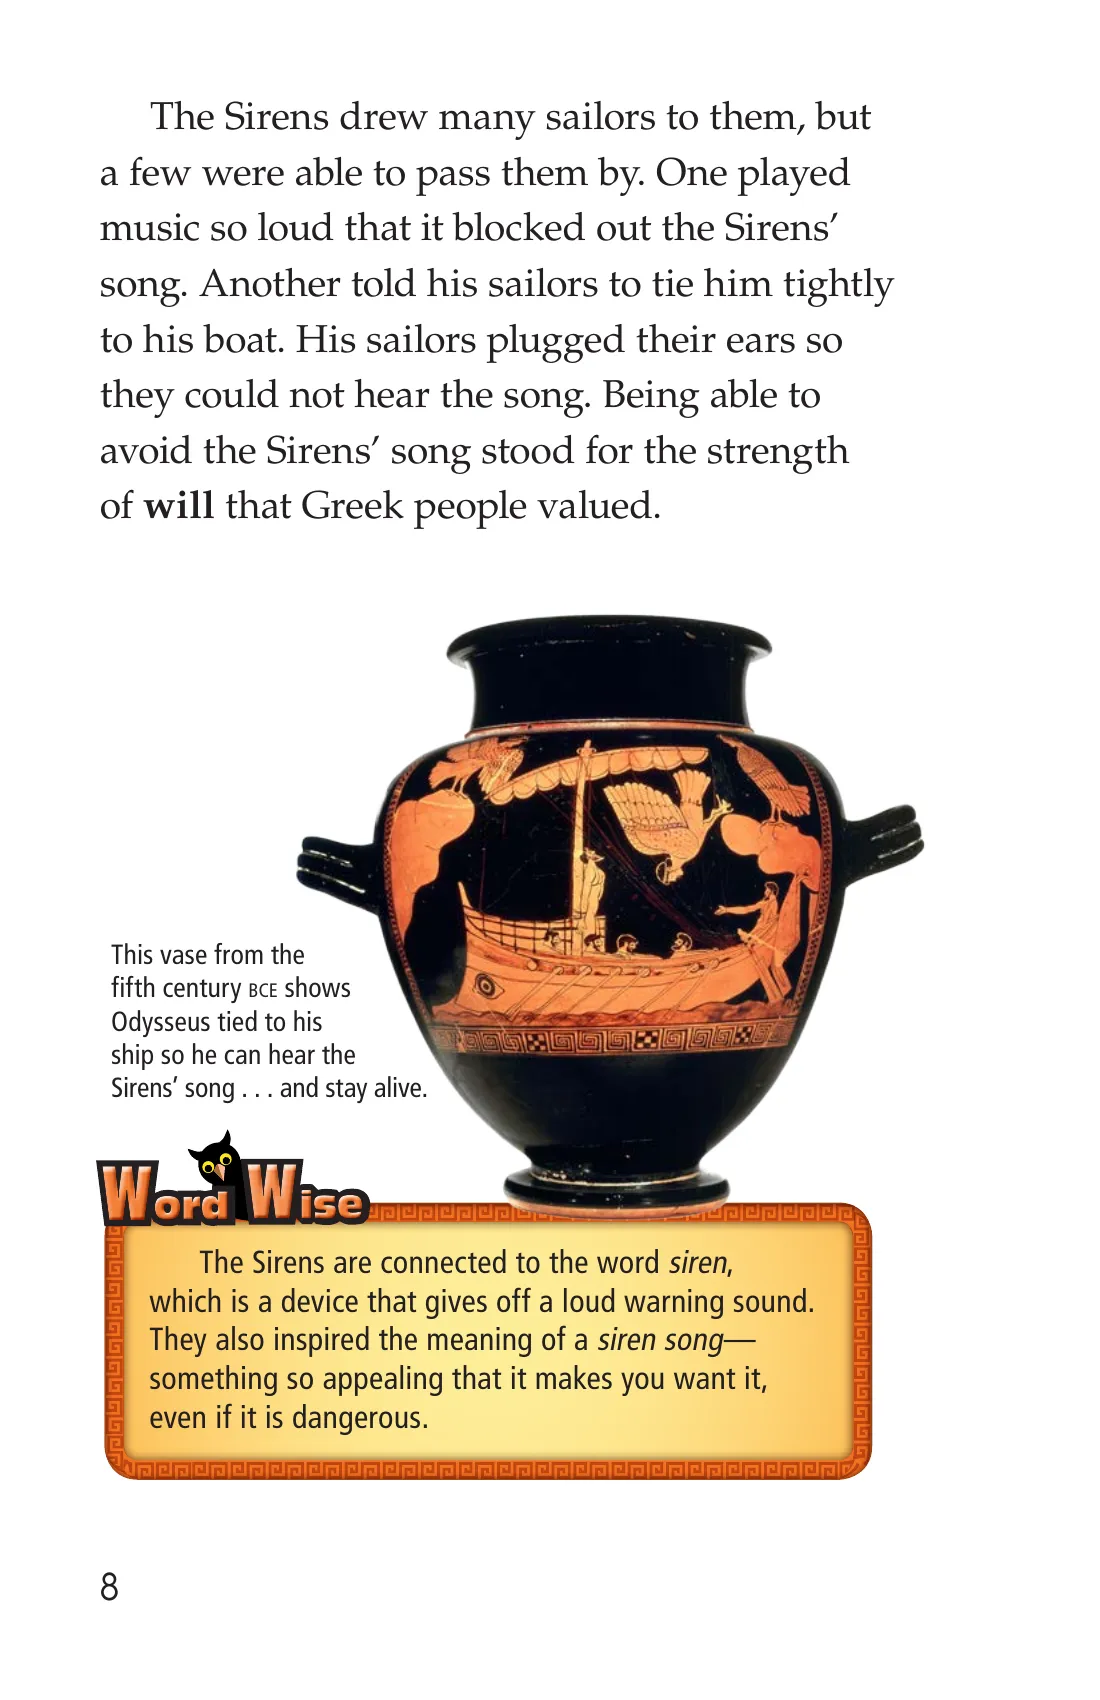 The Sirens drew many sailors to them, but
a few were able to pass them by. One played
music so loud that it blocked out the Sirens’
song. Another told his sailors to tie him tightly
to his boat. His sailors plugged their ears so
they could not hear the song. Being able to
avoid the Sirens’ song stood for the strength
of will that Greek people valued.
This vase from the
fifth century BCE shows
Odysseus tied to his
ship so he can hear the
Sirens’ song . . . and stay alive.
Word Wise
The Sirens are connected to the word siren,
which is a device that gives off a loud warning sound.
They also inspired the meaning of a siren song—
something so appealing that it makes you want it,
even if it is dangerous.
8